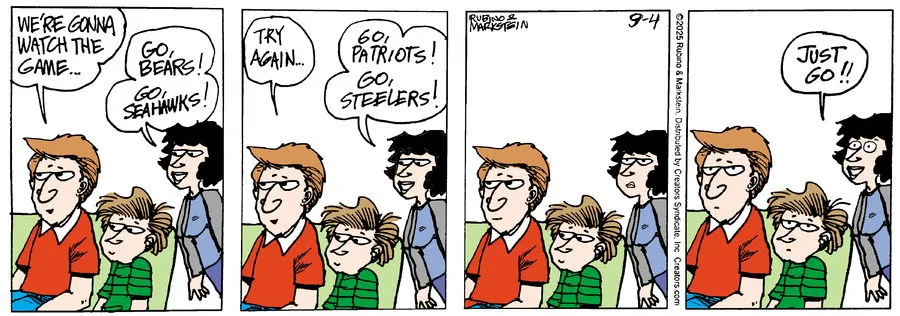 WE'RE GONNA
WATCH THE
GAME...
GO,
BEARS!
GO,
SEAHAWKS!
TRY
AGAIN...
GO,
PATRIOTS!
GO,
STEELERS!
RUBINO &
MARKSTEIN
9-4
©2025 Rubino & Markstein. Distributed by Creators Syndicate, Inc. Creators.com
JUST
GO!!